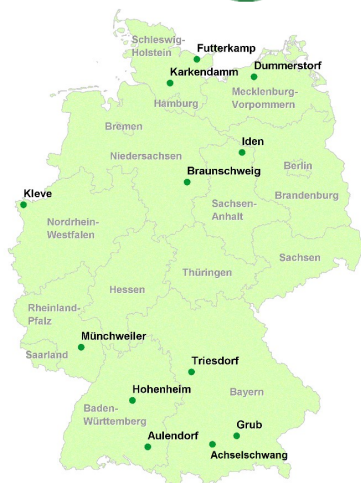 Schleswig-
Holstein
Futterkamp
Karkendamm
Dummerstorf
Mecklenburg-
Vorpommern
Hamburg
Bremen
Niedersachsen
Iden
Berlin
Braunschweig
Kleve
Sachsen-
Anhalt
Brandenburg
Nordrhein-
Westfalen
Sachsen
Thüringen
Hessen
Rheinland-
Pfalz
Münchweiler
Saarland
Triesdorf
Hohenheim
Bayern
Baden-
Württemberg
Grub
Aulendorf
Achselschwang